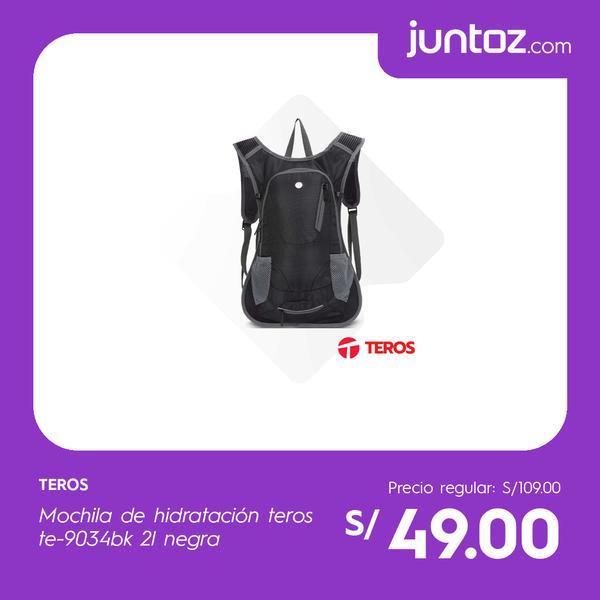 juntoz.com
TEROS
TEROS
Mochila de hidratación teros
te-9034bk 2l negra
Precio regular: S/109.00
S/ 49.00